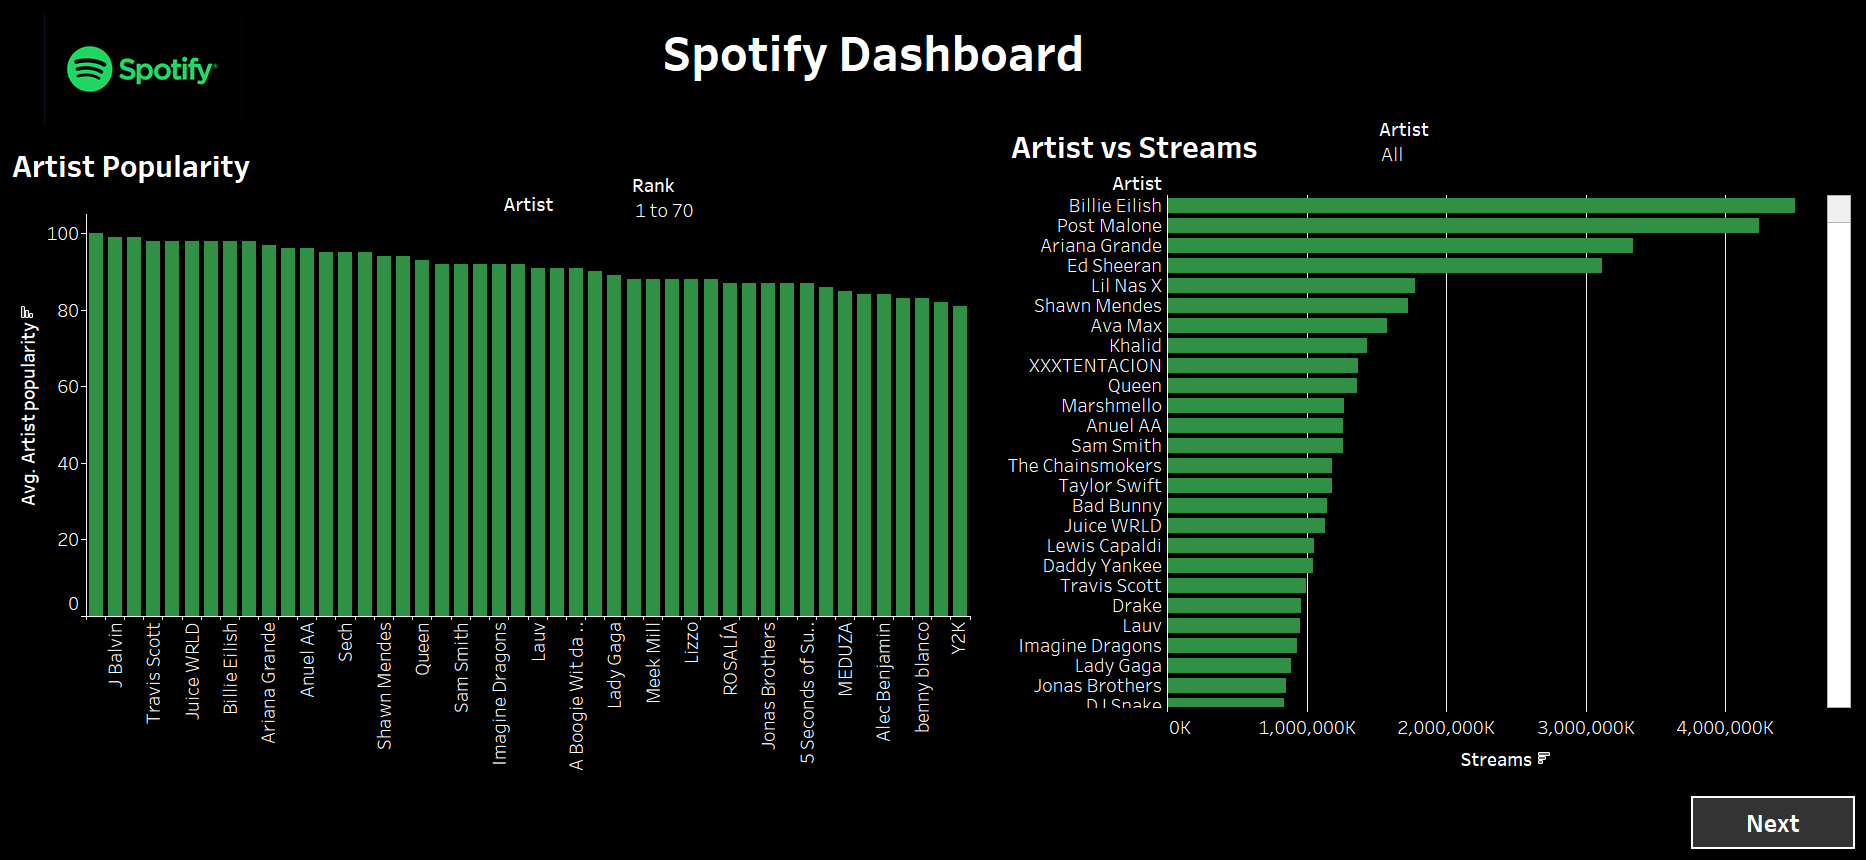 Spotify
Spotify Dashboard
Artist Popularity
Artist
Rank
1 to 70
Avg. Artist popularity
100
80
60
40
20
0
J Balvin
Travis Scott
Juice WRLD
Billie Eilish
Ariana Grande
Anuel AA
Sech
Shawn Mendes
Queen
Sam Smith
Imagine Dragons
Lauv
A Boogie Wit da ...
Lady Gaga
Meek Mill
Lizzo
ROSALÍA
Jonas Brothers
5 Seconds of Su...
MEDUZA
Alec Benjamin
benny blanco
Y2K
Artist vs Streams
Artist
All
Artist
Billie Eilish
Post Malone
Ariana Grande
Ed Sheeran
Lil Nas X
Shawn Mendes
Ava Max
Khalid
XXXTENTACION
Queen
Marshmello
Anuel AA
Sam Smith
The Chainsmokers
Taylor Swift
Bad Bunny
Juice WRLD
Lewis Capaldi
Daddy Yankee
Travis Scott
Drake
Lauv
Imagine Dragons
Lady Gaga
Jonas Brothers
DJ Snake
0K 1,000,000K 2,000,000K 3,000,000K 4,000,000K
Streams
Next